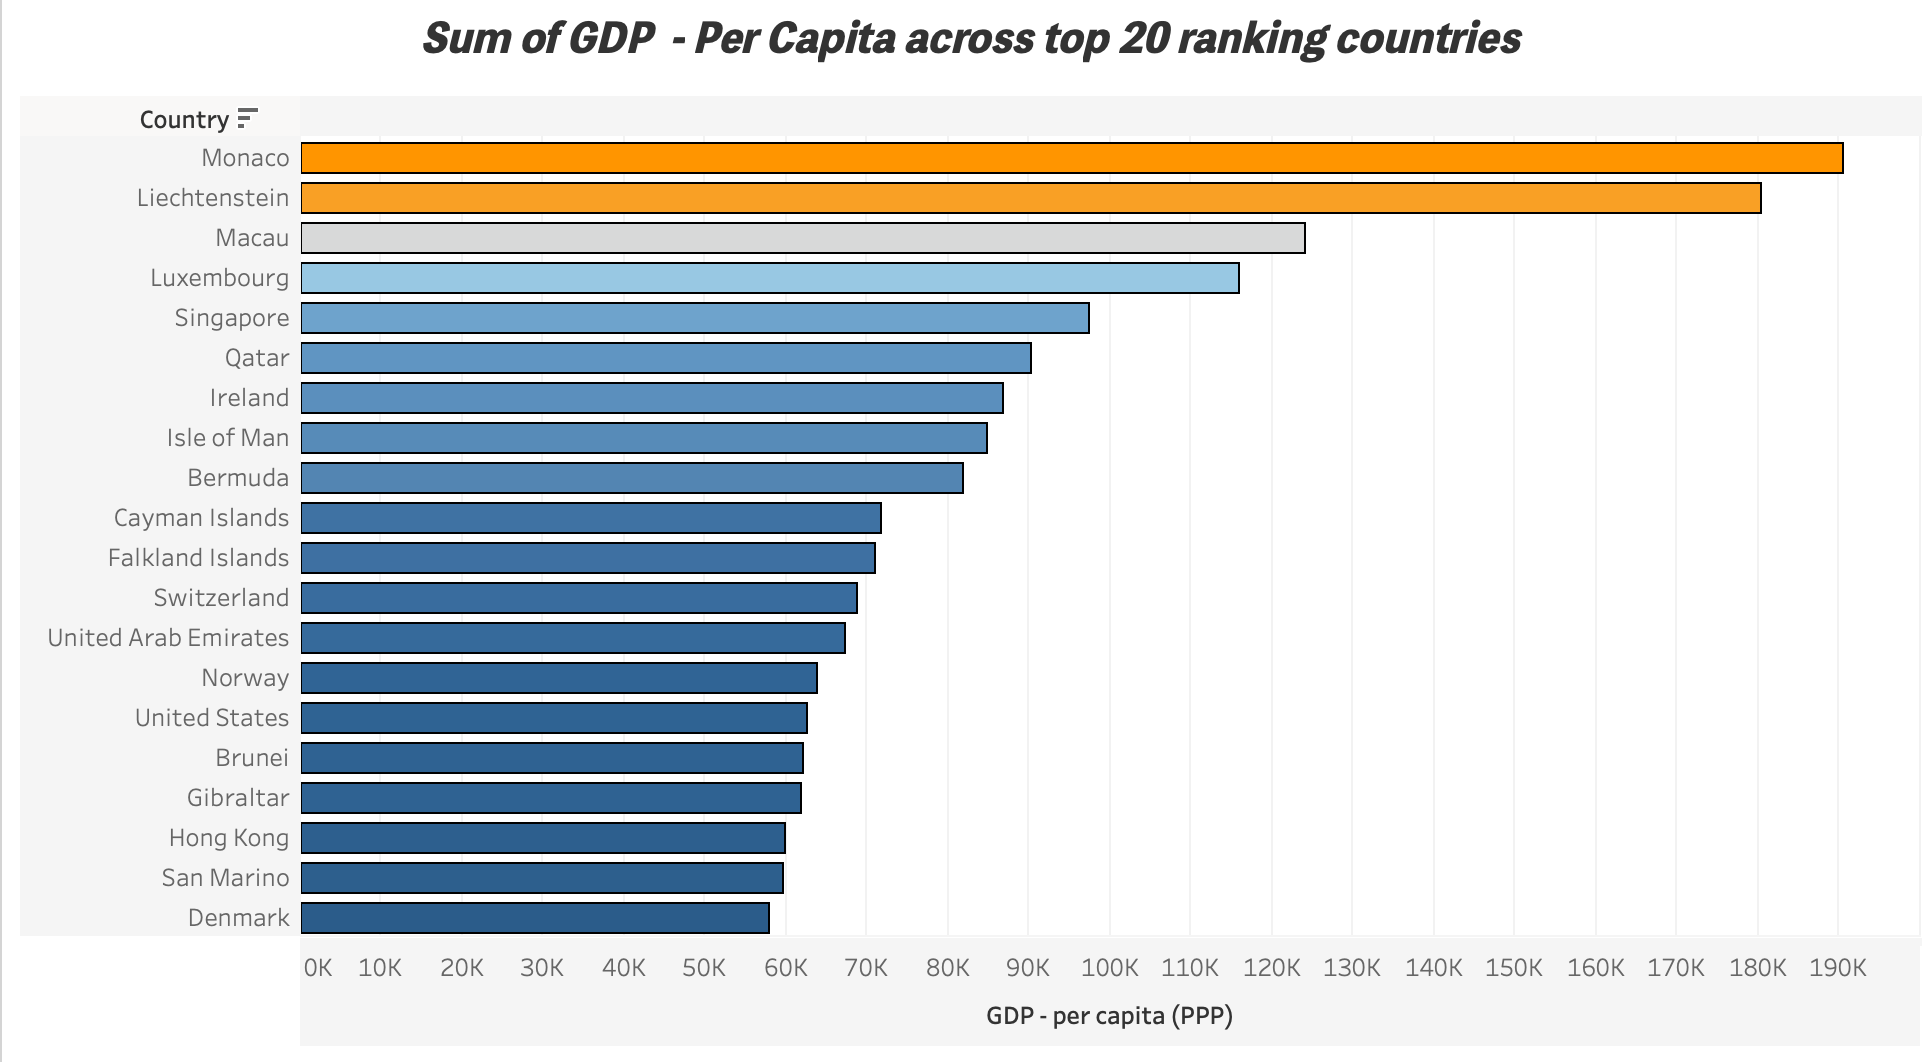 Sum of GDP - Per Capita across top 20 ranking countries
Country
Monaco
Liechtenstein
Macau
Luxembourg
Singapore
Qatar
Ireland
Isle of Man
Bermuda
Cayman Islands
Falkland Islands
Switzerland
United Arab Emirates
Norway
United States
Brunei
Gibraltar
Hong Kong
San Marino
Denmark
0K 10K 20K 30K 40K 50K 60K 70K 80K 90K 100K 110K 120K 130K 140K 150K 160K 170K 180K 190K
GDP - per capita (PPP)